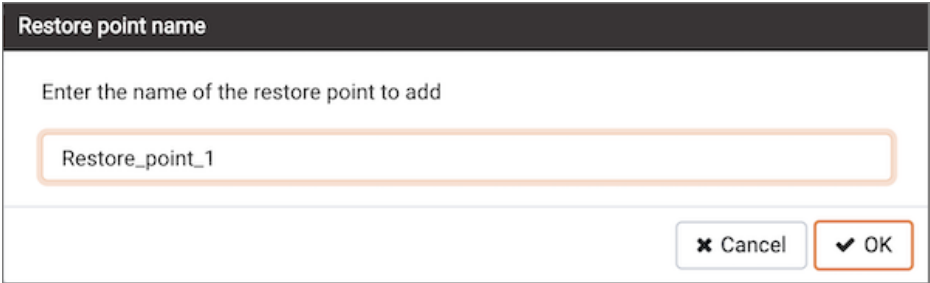 Restore point name
Enter the name of the restore point to add
Restore_point_1
Cancel
OK